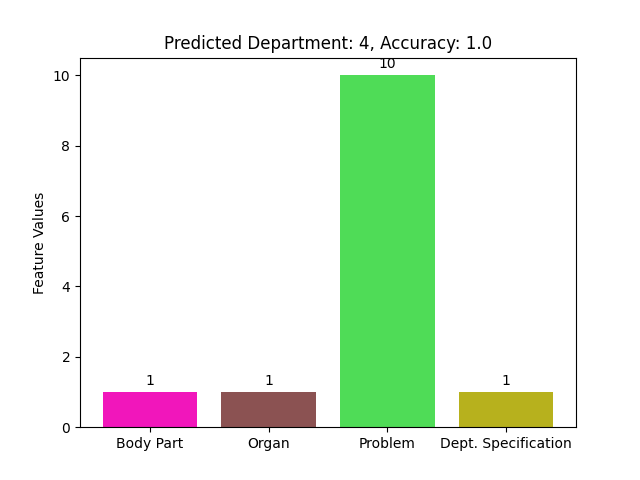 Predicted Department: 4, Accuracy: 1.0
10
10
8
6
4
2
0
1
1
1
Feature Values
Body Part
Organ
Problem
Dept. Specification